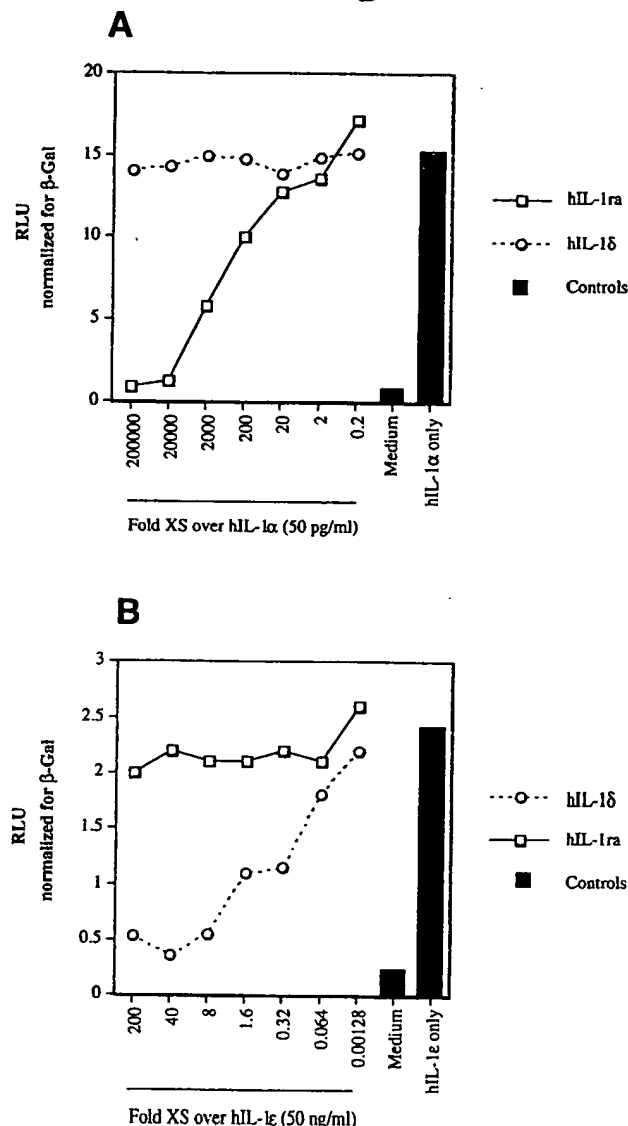 A
20
15
10
5
0
RLU
normalized for β-Gal
200000
20000
2000
200
20
2
0.2
Medium
hIL-1α only
Fold XS over hIL-1α (50 pg/ml)
hIL-1ra
hIL-1δ
Controls
B
3
2.5
2
1.5
1
0.5
0
RLU
normalized for β-Gal
200
40
8
1.6
0.32
0.064
0.00128
Medium
hIL-1ε only
Fold XS over hIL-1ε (50 ng/ml)
hIL-1δ
hIL-1ra
Controls